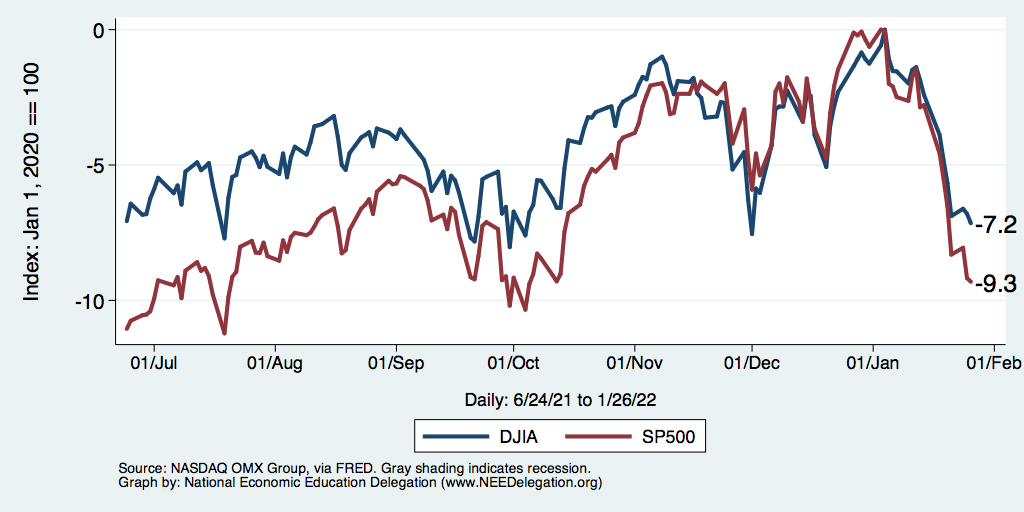 Index: Jan 1, 2020 == 100
0
-5
-10
-7.2
-9.3
01/Jul 01/Aug 01/Sep 01/Oct 01/Nov 01/Dec 01/Jan 01/Feb
Daily: 6/24/21 to 1/26/22
DJIA SP500
Source: NASDAQ OMX Group, via FRED. Gray shading indicates recession.
Graph by: National Economic Education Delegation (www.NEEDelegation.org)